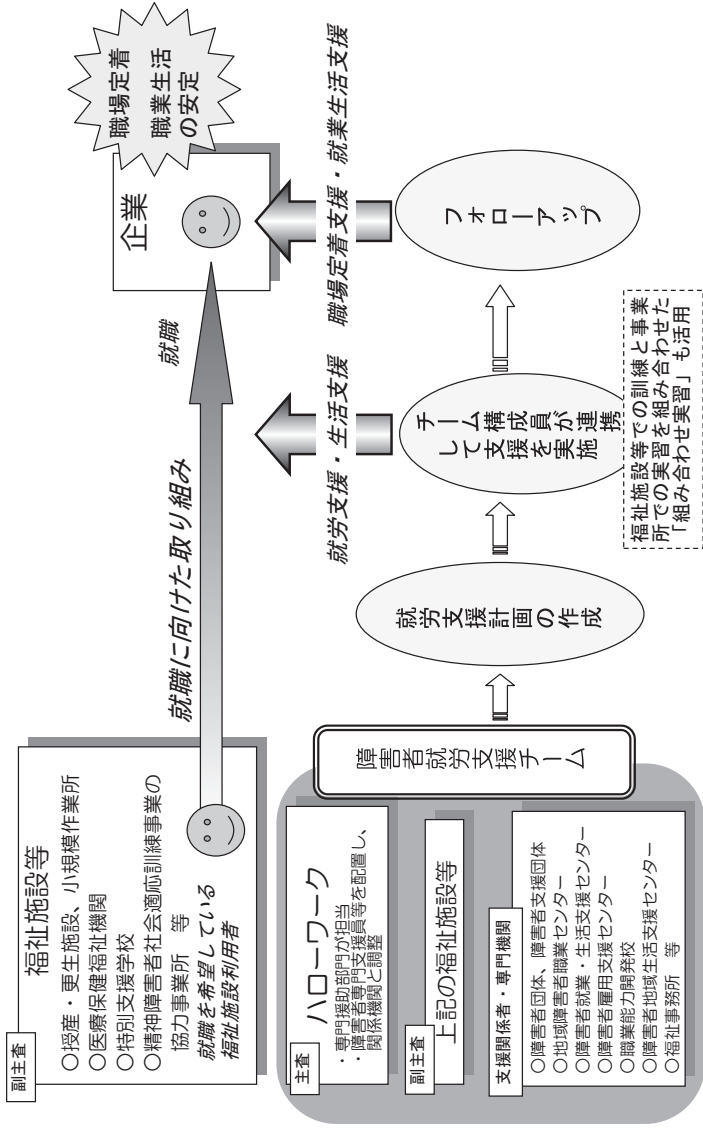 副主査
福祉施設等
○授産・更生施設、小規模作業所
○医療保健福祉機関
○特別支援学校
○精神障害者社会適応訓練事業の
協力事業所　等
就職を希望している
福祉施設利用者
就職に向けた取り組み
就職
企業
職場定着
職業生活
の安定
就労支援・生活支援
職場定着支援・就業生活支援
主査
ハローワーク
・専門援助部門が担当
・障害者専門支援員等を配置し、
関係機関と調整
副主査
上記の福祉施設等
支援関係者・専門機関
○障害者団体、障害者支援団体
○地域障害者職業センター
○障害者就業・生活支援センター
○障害者雇用支援センター
○職業能力開発校
○障害者地域生活支援センター
○福祉事務所　等
障害者就労支援チーム
就労支援計画の作成
チーム構成員が連携
して支援を実施
フォローアップ
福祉施設等での訓練と事業
所での実習を組み合わせた
「組み合わせ実習」も活用